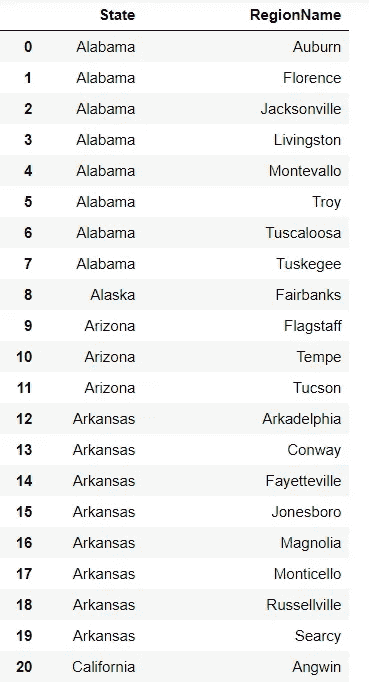 State RegionName
0 Alabama Auburn
1 Alabama Florence
2 Alabama Jacksonville
3 Alabama Livingston
4 Alabama Montevallo
5 Alabama Troy
6 Alabama Tuscaloosa
7 Alabama Tuskegee
8 Alaska Fairbanks
9 Arizona Flagstaff
10 Arizona Tempe
11 Arizona Tucson
12 Arkansas Arkadelphia
13 Arkansas Conway
14 Arkansas Fayetteville
15 Arkansas Jonesboro
16 Arkansas Magnolia
17 Arkansas Monticello
18 Arkansas Russellville
19 Arkansas Searcy
20 California Angwin